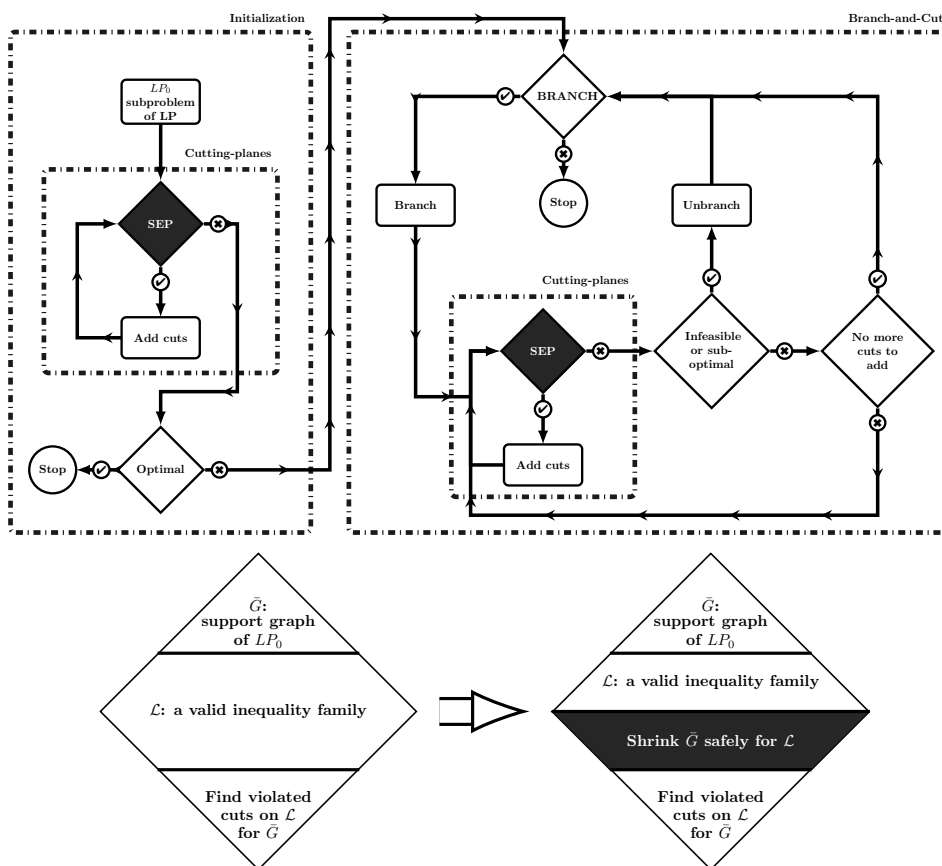 Initialization
Branch-and-Cut
LP₀
subproblem
of LP
BRANCH
Cutting-planes
SEP
Add cuts
Stop
Optimal
Branch
Stop
Unbranch
Cutting-planes
SEP
Add cuts
Infeasible
or sub-
optimal
No more
cuts to
add
Ḡ:
support graph
of LP₀
ℒ: a valid inequality family
Find violated
cuts on ℒ
for Ḡ
Ḡ:
support graph
of LP₀
ℒ: a valid inequality family
Shrink Ḡ safely for ℒ
Find violated
cuts on ℒ
for Ḡ